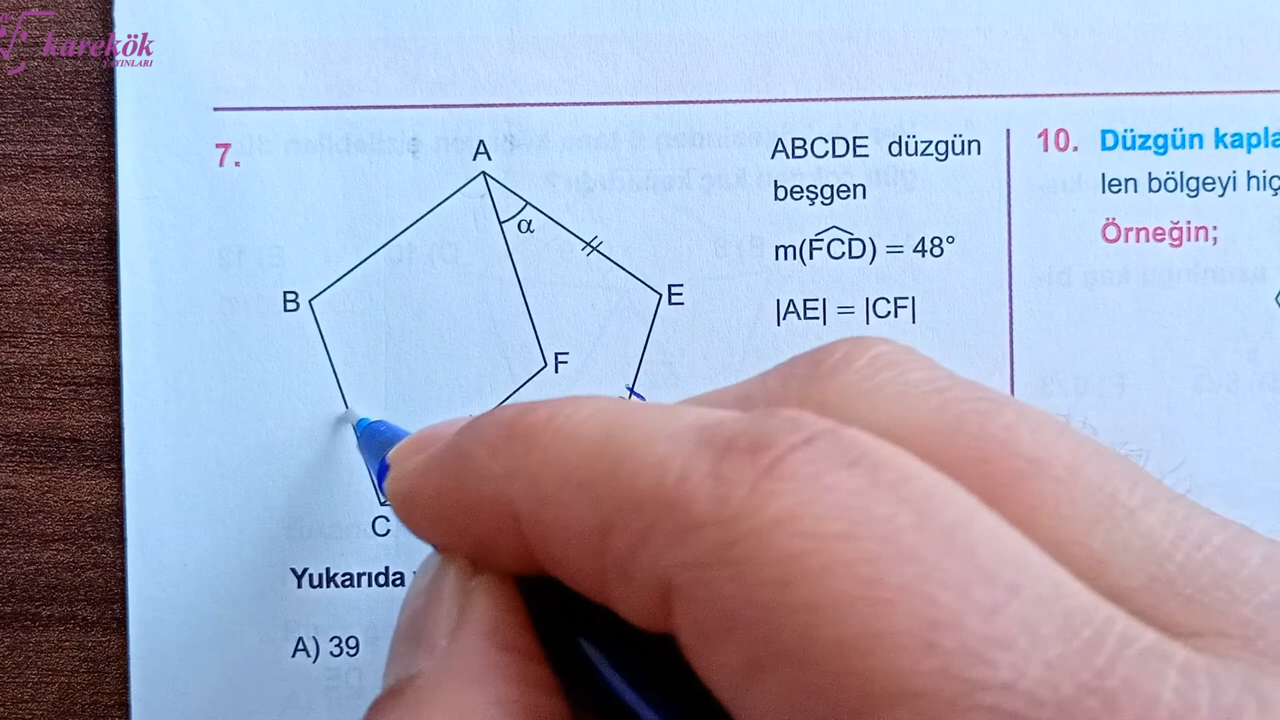 karekök
YAYINLARI
7.
A
α
B
E
F
C
ABCDE düzgün
beşgen
m(FCD) = 48°
|AE| = |CF|
Yukarıda
A) 39
10. Düzgün kapla
len bölgeyi hiç
Örneğin;